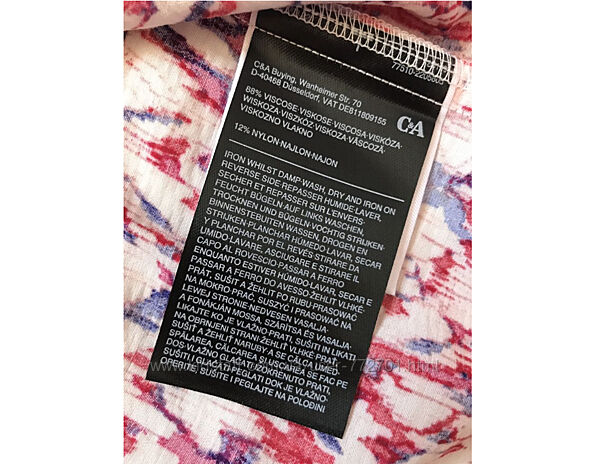 77510-
C&A Buying, Wanheimer Str. 70
D-40468 Düsseldorf, VAT DE811809155
C&A
88% VISCOSE·VISKOSE·VISCOSA·VISKÓZA·
WISKOZA·VISZKÓZ·VISKOZA·VÂSCOZĂ·
VISKOZNO VLAKNO
12% NYLON·NAJLON·NAJON
IRON WHILST DAMP·WASH, DRY AND IRON ON
REVERSE SIDE·REPASSER HUMIDE·LAVER,
SECHER ET REPASSER SUR L'ENVERS·
FEUCHT BÜGELN·AUF LINKS WASCHEN,
TROCKNEN UND BÜGELN·VOCHTIG STRIJKEN·
BINNENSTEBUITEN WASSEN, DROGEN EN
STRIJKEN·PLANCHAR HÚMEDO·LAVAR, SECAR
Y PLANCHAR POR EL REVÉS·STIRARE DA
UMIDO·LAVARE, ASCIUGARE E STIRARE IL
CAPO AL ROVESCIO·PASSAR A FERRO
ENQUANTO ESTIVER HÚMIDO·LAVAR, SECAR E
PASSAR A FERRO DO AVESSO·ŽEHLIT VLHKÉ·
PRÁT, SUŠIT A ŽEHLIT PO RUBU·PRASOWAĆ
NA MOKRO·PRAĆ, SUSZYĆ I PRASOWAĆ NA
LEWEJ STRONIE·NEDVESEN VASALJA·
A FONÁKJÁN MOSSA, SZÁRÍTSA ÉS VASALJA·
LIKAJTE KO JE VLAŽNO·PRATI, SUŠITI IN LIKATI
NA OBRNJENI STRANI·ŽEHLIŤ VLHKÉ·PRAŤ,
SUŠIŤ A ŽEHLIŤ NARUBY·A SE CĂLCA UMED·
SPĂLAREA, CĂLCAREA ȘI USCAREA SE FAC PE
DOS·VLAŽNO GLAČATI·IZOKRENUTO PRATI,
SUŠITI I GLAČATI·PEGLATI DOK JE VLAŽNO·
OPERITE, SUŠITE I PEGLAJTE NA POLOĐINI